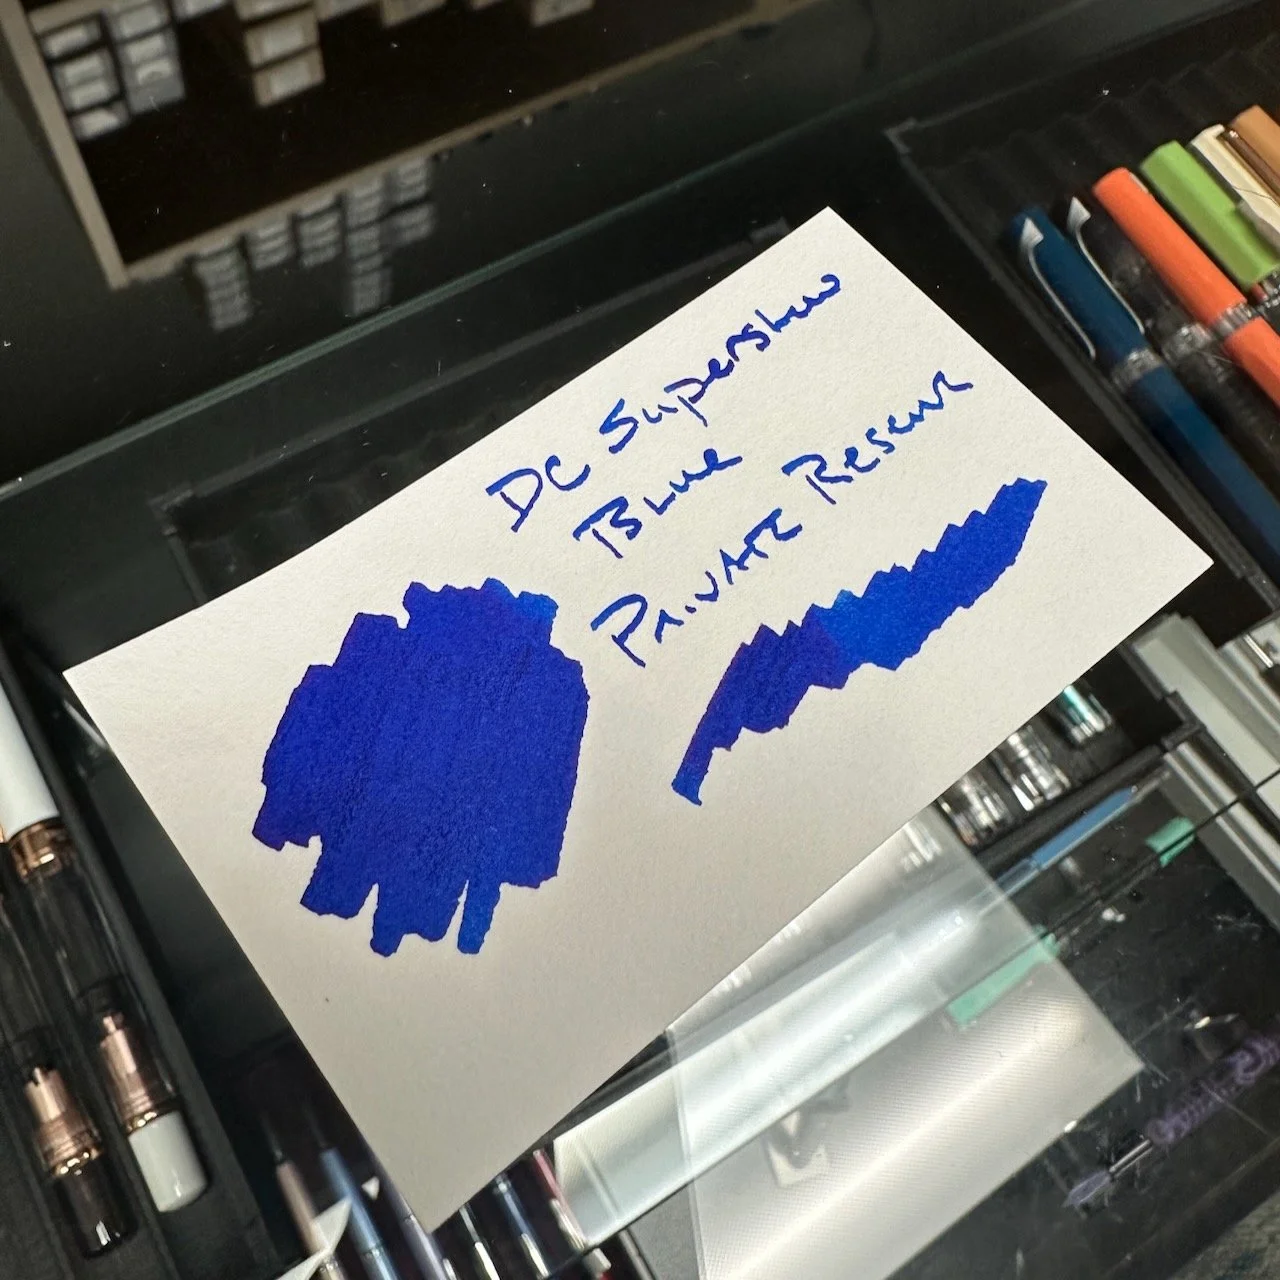 DC Supershow
Blue
Private Reserve